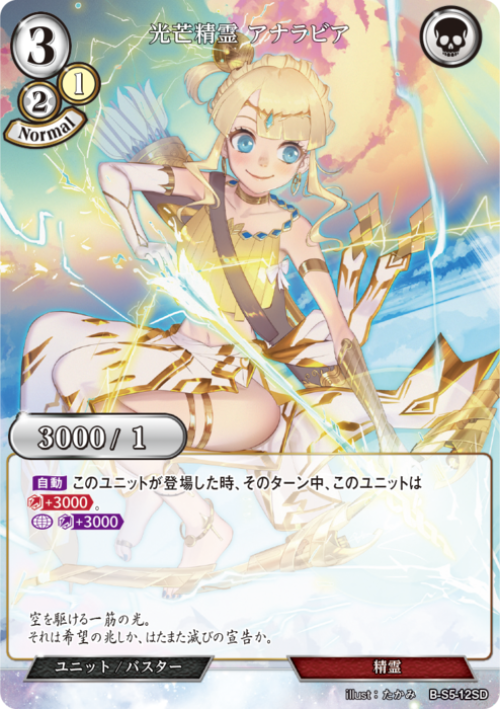 3
光芒精霊 アナラビア
2
1
Normal
3000 / 1
自動 このユニットが登場した時、そのターン中、このユニットは
+3000。
+3000
空を駆ける一筋の光。
それは希望の兆しか、はたまた滅びの宣告か。
ユニット / バスター
精霊
illust : たかみ B-S5-12SD